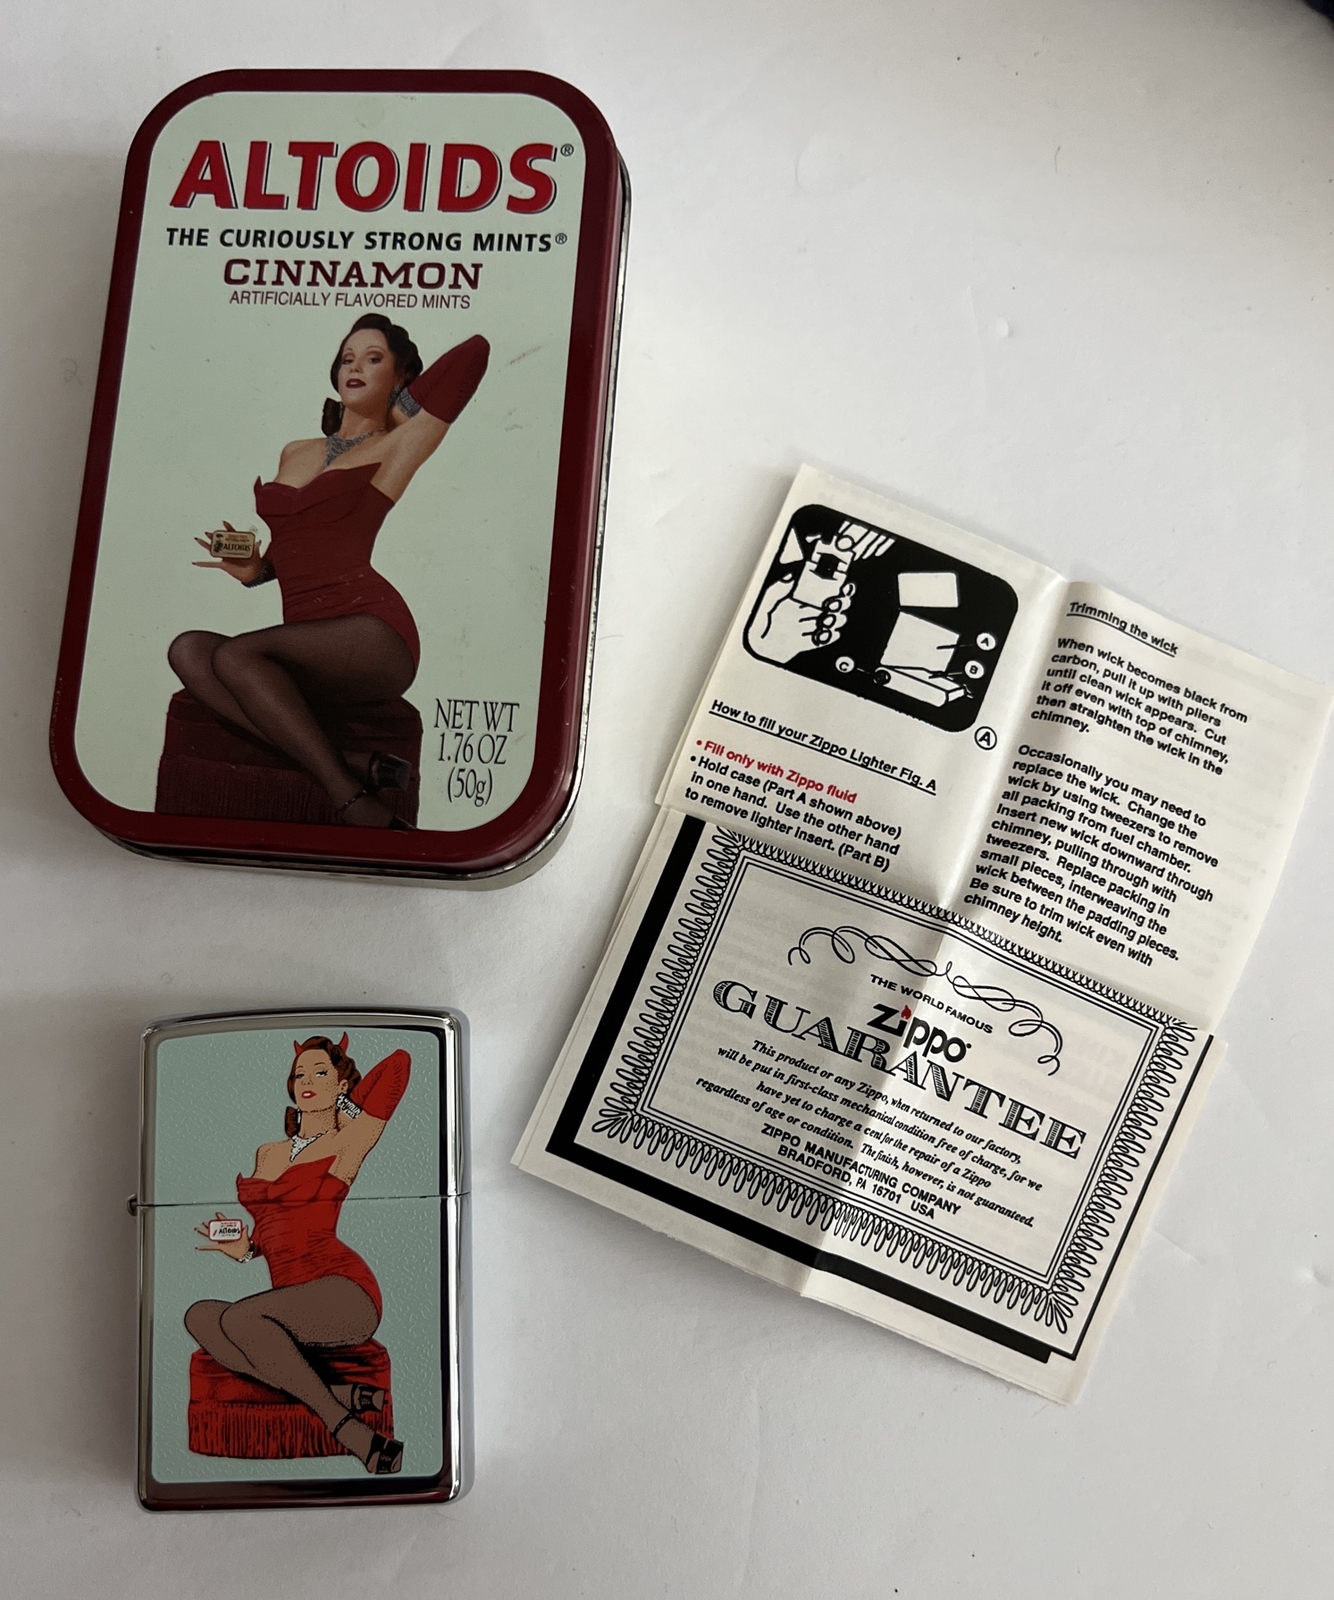 ALTOIDS®
THE CURIOUSLY STRONG MINTS®
CINNAMON
ARTIFICIALLY FLAVORED MINTS
ALTOIDS
NET WT
1.76 OZ
(50g)
ALTOIDS
A
B
C
A
How to fill your Zippo Lighter Fig. A
• Fill only with Zippo fluid
• Hold case (Part A shown above)
in one hand. Use the other hand
to remove lighter insert. (Part B)
Trimming the wick
When wick becomes black from
carbon, pull it up with pliers
until clean wick appears. Cut
it off even with top of chimney,
then straighten the wick in the
chimney.
Occasionally you may need to
replace the wick. Change the
wick by using tweezers to remove
all packing from fuel chamber.
Insert new wick downward through
chimney, pulling through with
tweezers. Replace packing in
small pieces, interweaving the
wick between the padding pieces.
Be sure to trim wick even with
chimney height.
THE WORLD FAMOUS
Zippo
GUARANTEE
This product or any Zippo, when returned to our factory,
will be put in first-class mechanical condition free of charge, for we
have yet to charge a cent for the repair of a Zippo
regardless of age or condition. The finish, however, is not guaranteed.
ZIPPO MANUFACTURING COMPANY
BRADFORD, PA 16701 USA